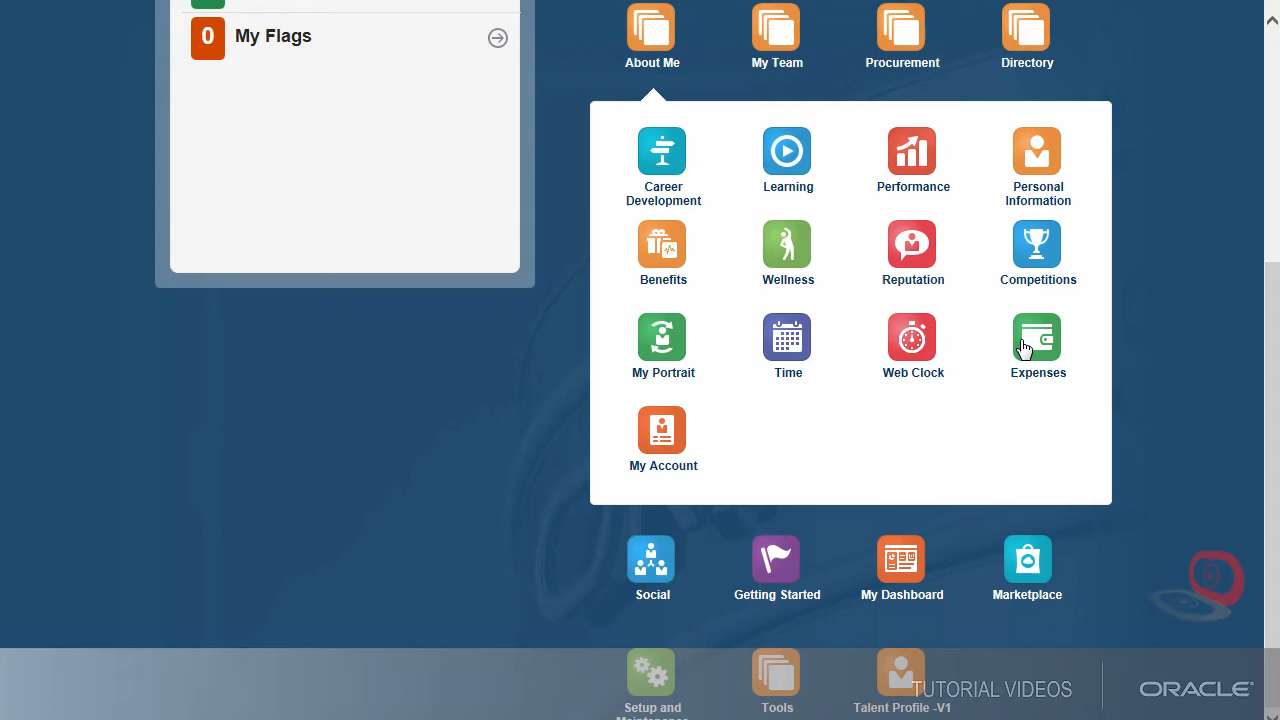 0 My Flags
About Me
My Team
Procurement
Directory
Career
Development
Learning
Performance
Personal
Information
Benefits
Wellness
Reputation
Competitions
My Portrait
Time
Web Clock
Expenses
My Account
Social
Getting Started
My Dashboard
Marketplace
Setup and
Tools
Talent Profile -V1
TUTORIAL VIDEOS
ORACLE®